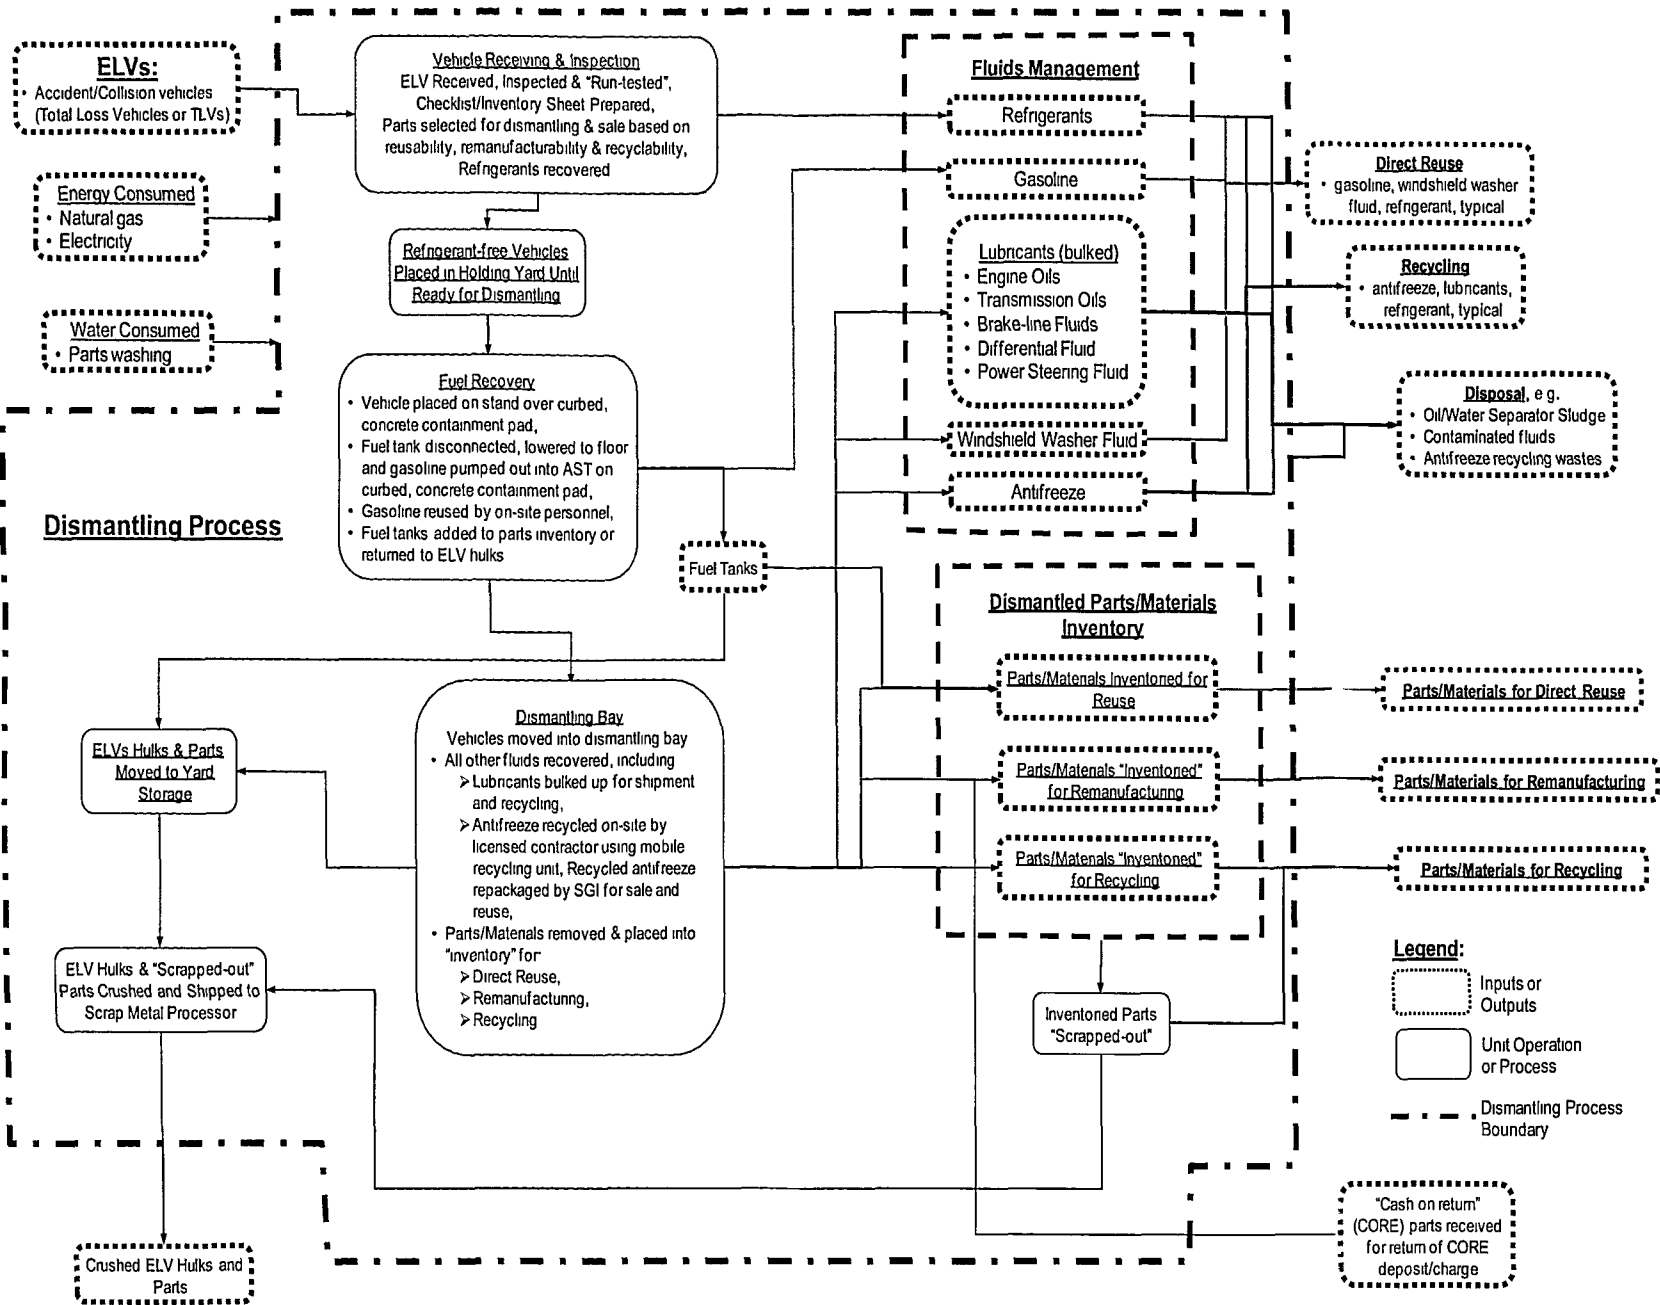 ELVs:
• Accident/Collision vehicles
(Total Loss Vehicles or TLVs)
Energy Consumed
• Natural gas
• Electricity
Water Consumed
• Parts washing
Dismantling Process
Vehicle Receiving & Inspection
ELV Received, Inspected & "Run-tested",
Checklist/Inventory Sheet Prepared,
Parts selected for dismantling & sale based on
reusability, remanufacturability & recyclability,
Refrigerants recovered
Refrigerant-free Vehicles
Placed in Holding Yard Until
Ready for Dismantling
Fuel Recovery
• Vehicle placed on stand over curbed,
concrete containment pad,
• Fuel tank disconnected, lowered to floor
and gasoline pumped out into AST on
curbed, concrete containment pad,
• Gasoline reused by on-site personnel,
• Fuel tanks added to parts inventory or
returned to ELV hulks
Fuel Tanks
Dismantling Bay
Vehicles moved into dismantling bay
• All other fluids recovered, including
➢ Lubricants bulked up for shipment
and recycling,
➢ Antifreeze recycled on-site by
licensed contractor using mobile
recycling unit, Recycled antifreeze
repackaged by SGI for sale and
reuse,
• Parts/Materials removed & placed into
"inventory" for
➢ Direct Reuse,
➢ Remanufacturing,
➢ Recycling
ELVs Hulks & Parts
Moved to Yard
Storage
ELV Hulks & "Scrapped-out"
Parts Crushed and Shipped to
Scrap Metal Processor
Crushed ELV Hulks and
Parts
Fluids Management
Refrigerants
Gasoline
Lubricants (bulked)
• Engine Oils
• Transmission Oils
• Brake-line Fluids
• Differential Fluid
• Power Steering Fluid
Windshield Washer Fluid
Antifreeze
Dismantled Parts/Materials
Inventory
Parts/Materials Inventoried for
Reuse
Parts/Materials "Inventoried"
for Remanufacturing
Parts/Materials "Inventoried"
for Recycling
Inventoried Parts
"Scrapped-out"
Direct Reuse
• gasoline, windshield washer
fluid, refrigerant, typical
Recycling
• antifreeze, lubricants,
refrigerant, typical
Disposal, e g.
• Oil/Water Separator Sludge
• Contaminated fluids
• Antifreeze recycling wastes
Parts/Materials for Direct Reuse
Parts/Materials for Remanufacturing
Parts/Materials for Recycling
Legend:
Inputs or
Outputs
Unit Operation
or Process
Dismantling Process
Boundary
"Cash on return"
(CORE) parts received
for return of CORE
deposit/charge